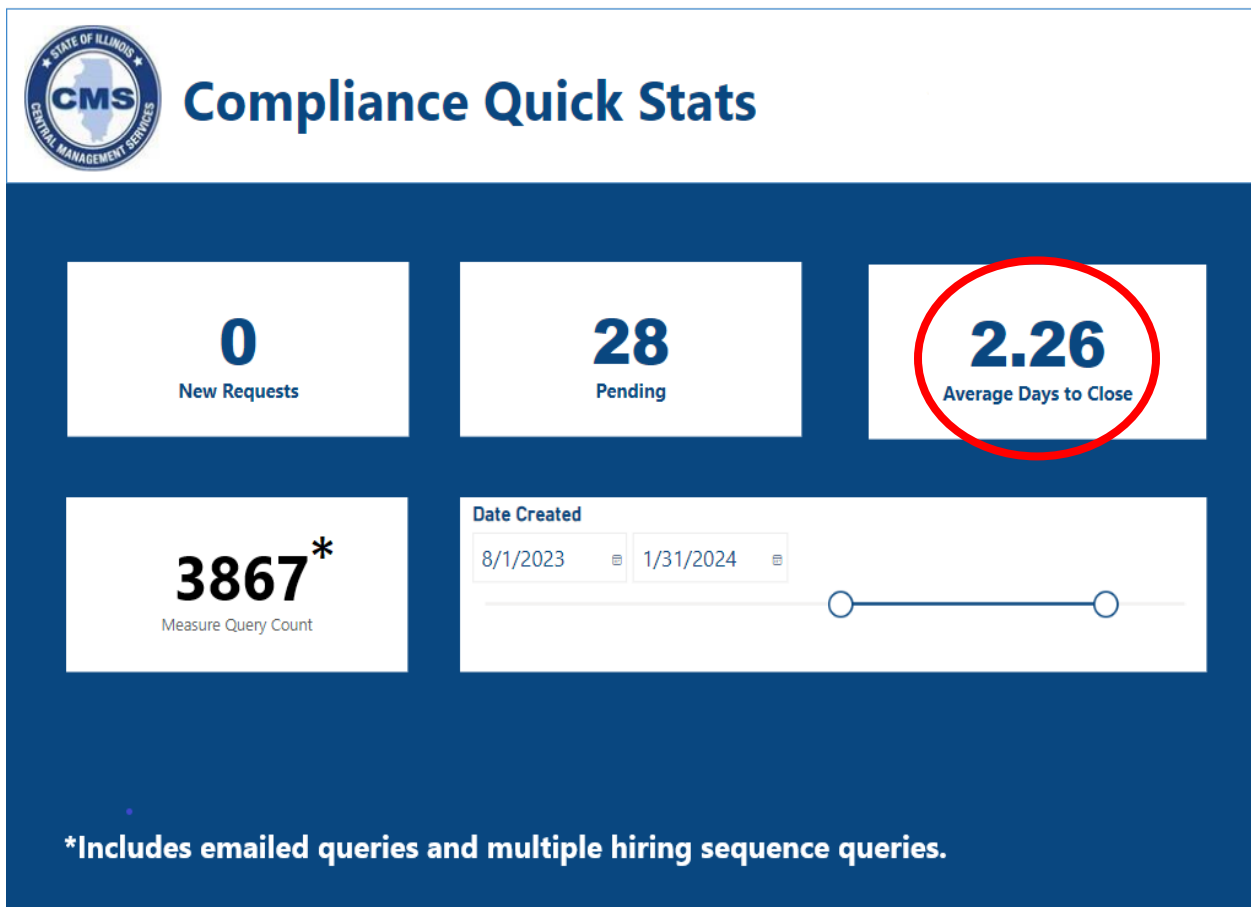 STATE OF ILLINOIS
CMS
CENTRAL MANAGEMENT SERVICES
Compliance Quick Stats
0
New Requests
28
Pending
2.26
Average Days to Close
3867*
Measure Query Count
Date Created
8/1/2023 1/31/2024
*Includes emailed queries and multiple hiring sequence queries.